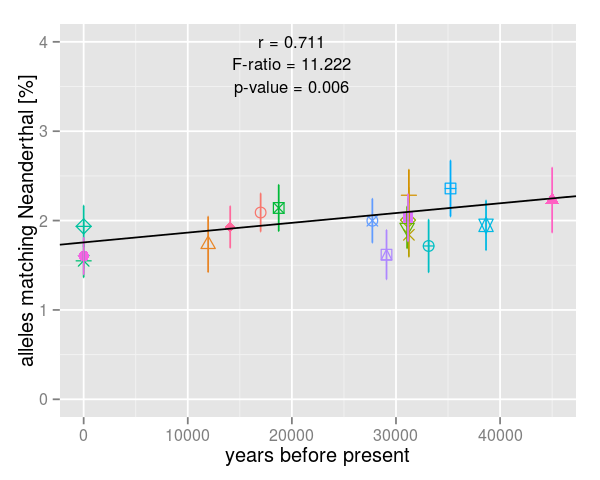 r = 0.711
F-ratio = 11.222
p-value = 0.006
alleles matching Neanderthal [%]
4
3
2
1
0
0 10000 20000 30000 40000
years before present